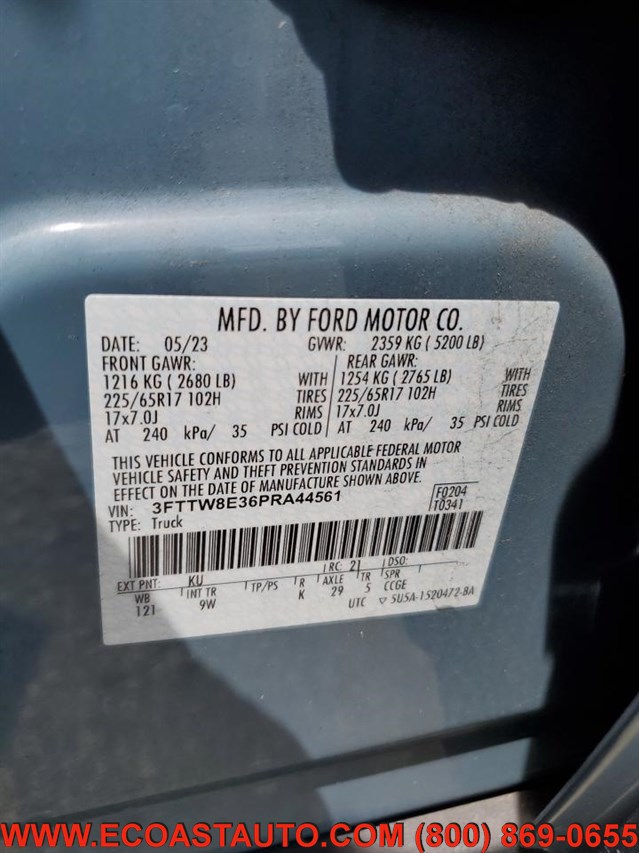 MFD. BY FORD MOTOR CO.
DATE: 05/23 GVWR: 2359 KG ( 5200 LB)
FRONT GAWR: REAR GAWR:
1216 KG ( 2680 LB) WITH 1254 KG ( 2765 LB) WITH
225/65R17 102H TIRES 225/65R17 102H TIRES
17x7.0J RIMS 17x7.0J RIMS
AT 240 kPa/ 35 PSI COLD AT 240 kPa/ 35 PSI COLD
THIS VEHICLE CONFORMS TO ALL APPLICABLE FEDERAL MOTOR
VEHICLE SAFETY AND THEFT PREVENTION STANDARDS IN
EFFECT ON THE DATE OF MANUFACTURE SHOWN ABOVE.
VIN: 3FTTW8E36PRA44561 F0204
TYPE: Truck T0341
EXT PNT: KU RC: 21 DSO:
WB INT TR TP/PS R AXLE TR SPR
121 9W K 29 5 CCGE
UTC ▽ 5U5A-1520472-BA
WWW.ECOASTAUTO.COM (800) 869-0655